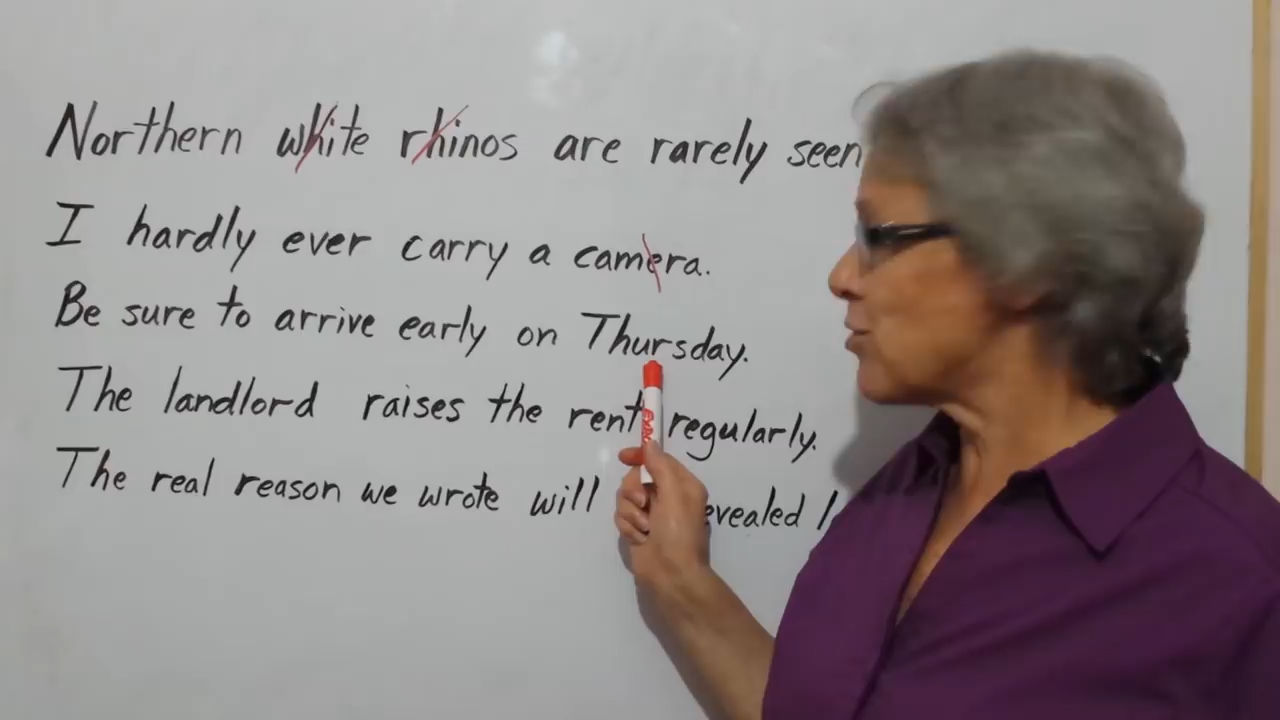 Northern white rhinos are rarely seen
I hardly ever carry a camera.
Be sure to arrive early on Thursday.
The landlord raises the rent regularly.
The real reason we wrote will evealed